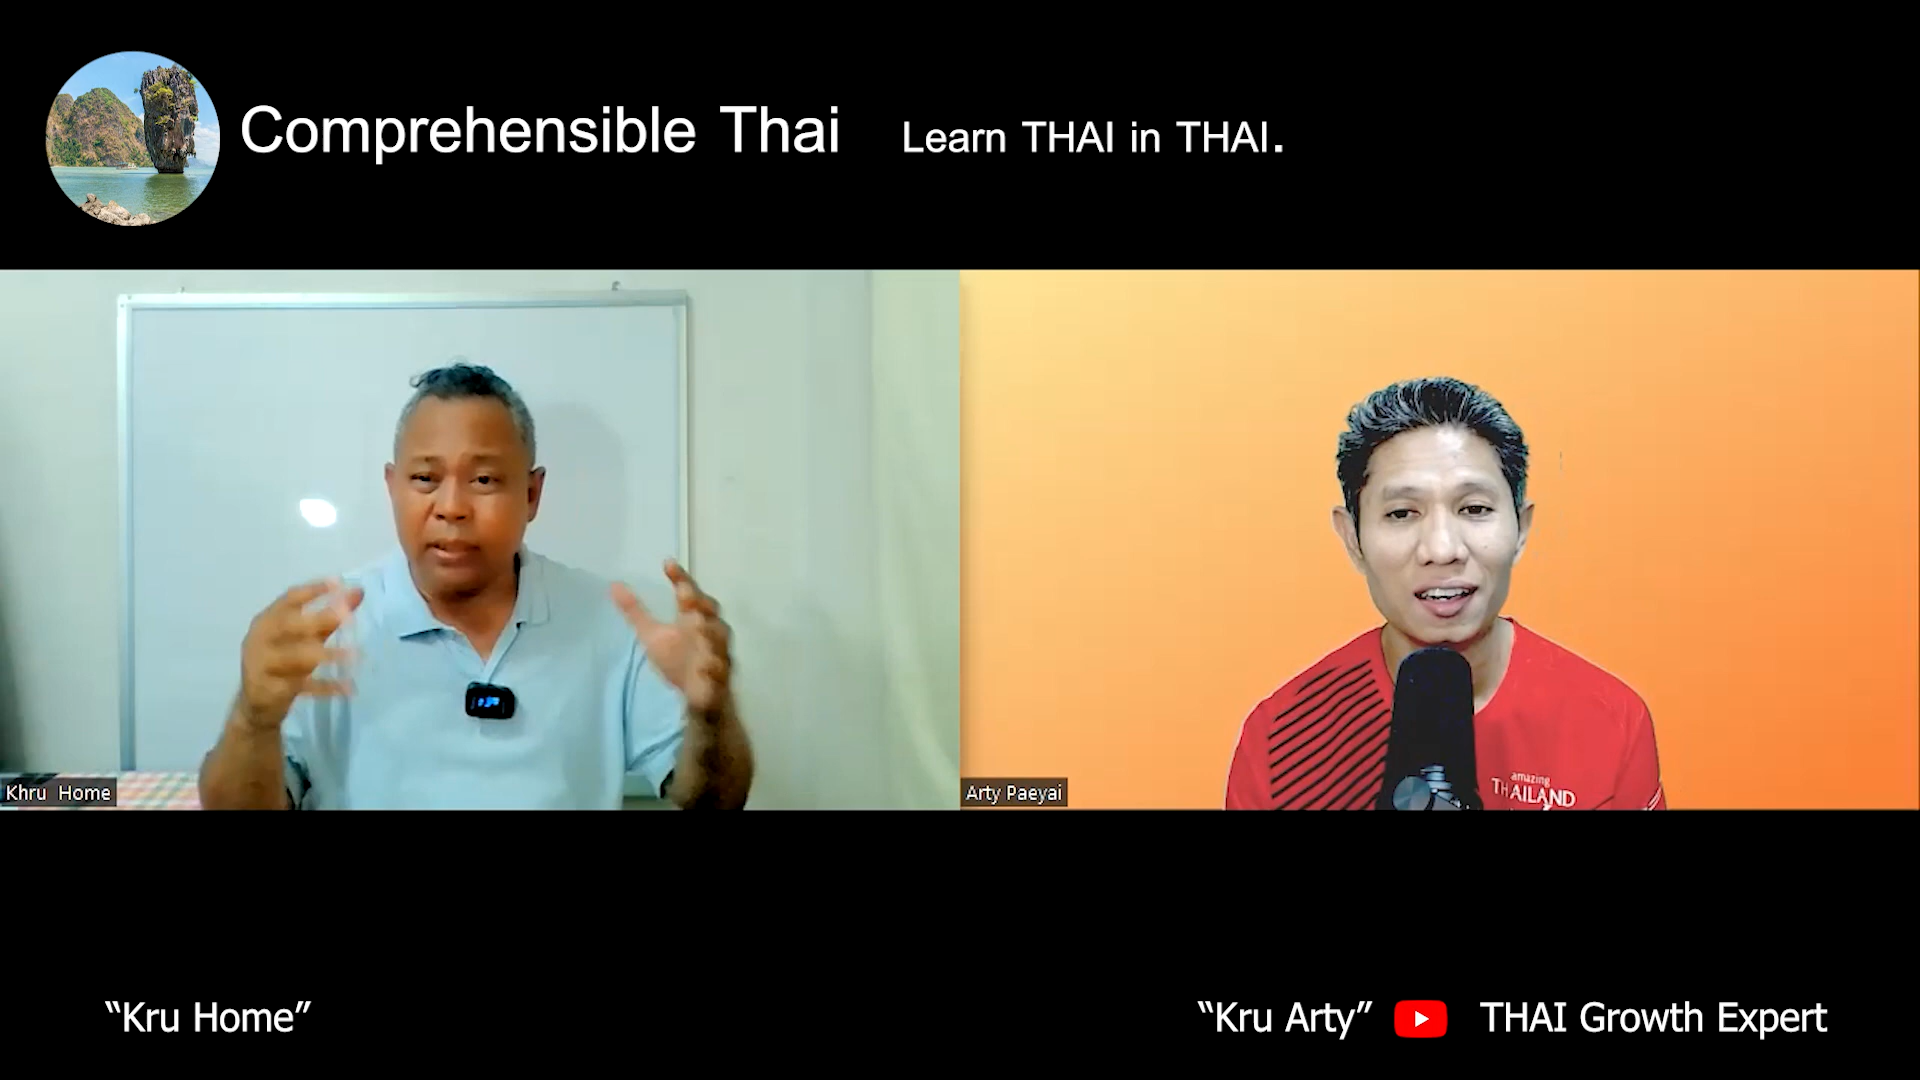 Comprehensible Thai
Learn THAI in THAI.
Khru Home
Arty Paeyai
amazing
THAILAND
“Kru Home”
“Kru Arty”
THAI Growth Expert